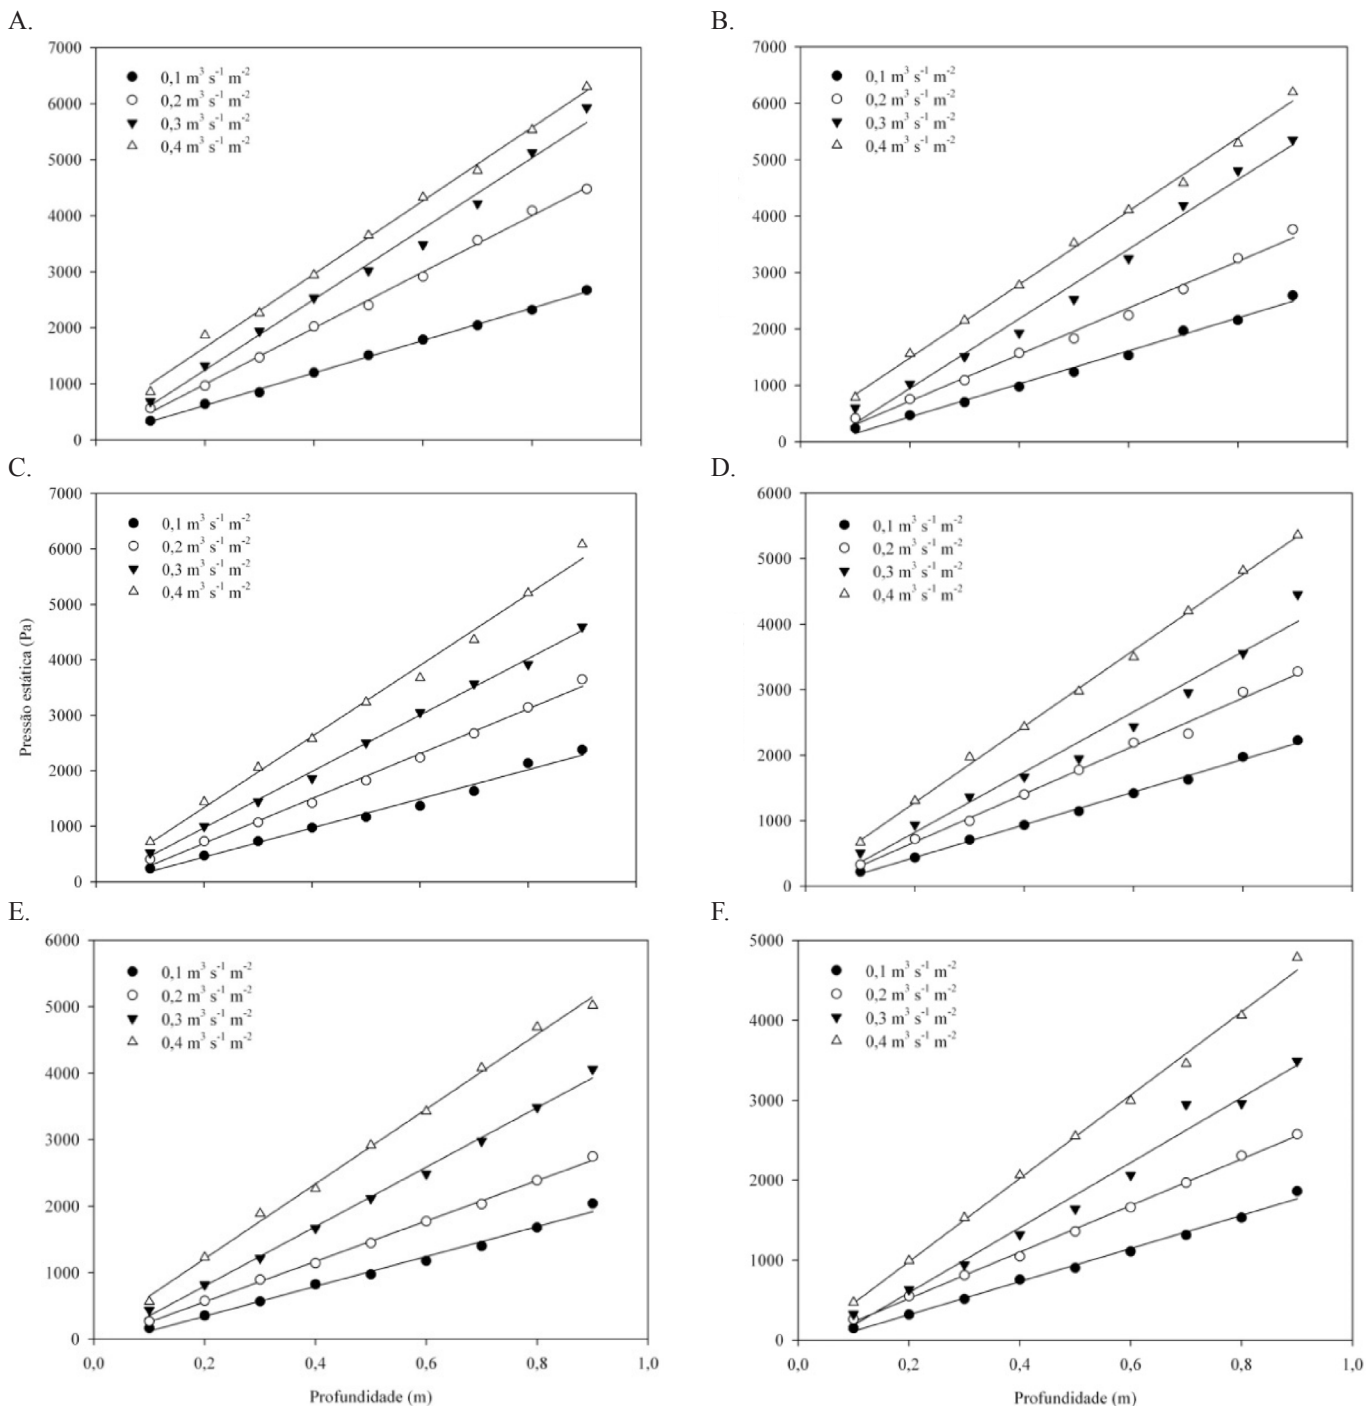 A.
7000
6000
5000
4000
3000
2000
1000
0
0,1 m³ s⁻¹ m⁻²
0,2 m³ s⁻¹ m⁻²
0,3 m³ s⁻¹ m⁻²
0,4 m³ s⁻¹ m⁻²
B.
7000
6000
5000
4000
3000
2000
1000
0
0,1 m³ s⁻¹ m⁻²
0,2 m³ s⁻¹ m⁻²
0,3 m³ s⁻¹ m⁻²
0,4 m³ s⁻¹ m⁻²
C.
Pressão estática (Pa)
7000
6000
5000
4000
3000
2000
1000
0
0,1 m³ s⁻¹ m⁻²
0,2 m³ s⁻¹ m⁻²
0,3 m³ s⁻¹ m⁻²
0,4 m³ s⁻¹ m⁻²
D.
6000
5000
4000
3000
2000
1000
0
0,1 m³ s⁻¹ m⁻²
0,2 m³ s⁻¹ m⁻²
0,3 m³ s⁻¹ m⁻²
0,4 m³ s⁻¹ m⁻²
E.
6000
5000
4000
3000
2000
1000
0
0,1 m³ s⁻¹ m⁻²
0,2 m³ s⁻¹ m⁻²
0,3 m³ s⁻¹ m⁻²
0,4 m³ s⁻¹ m⁻²
0,0 0,2 0,4 0,6 0,8 1,0
Profundidade (m)
F.
5000
4000
3000
2000
1000
0
0,1 m³ s⁻¹ m⁻²
0,2 m³ s⁻¹ m⁻²
0,3 m³ s⁻¹ m⁻²
0,4 m³ s⁻¹ m⁻²
0,0 0,2 0,4 0,6 0,8 1,0
Profundidade (m)